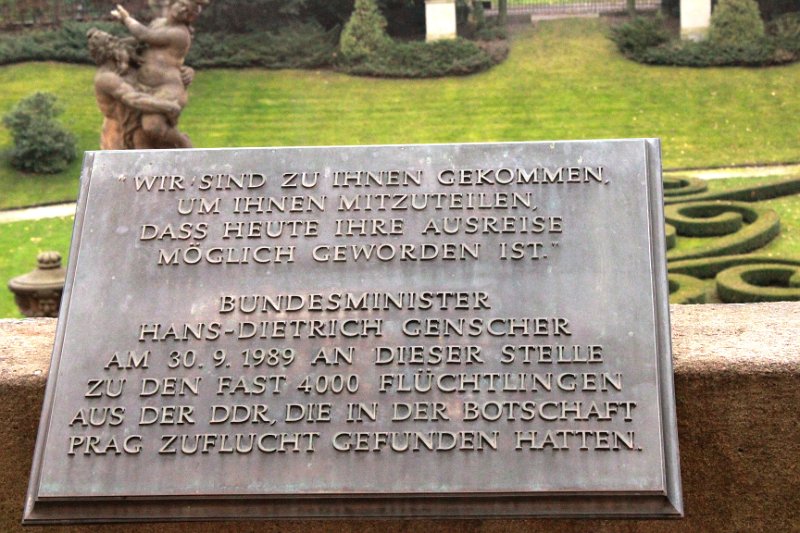 "WIR SIND ZU IHNEN GEKOMMEN,
UM IHNEN MITZUTEILEN,
DASS HEUTE IHRE AUSREISE
MÖGLICH GEWORDEN IST."
BUNDESMINISTER
HANS-DIETRICH GENSCHER
AM 30. 9. 1989 AN DIESER STELLE
ZU DEN FAST 4000 FLÜCHTLINGEN
AUS DER DDR, DIE IN DER BOTSCHAFT
PRAG ZUFLUCHT GEFUNDEN HATTEN.